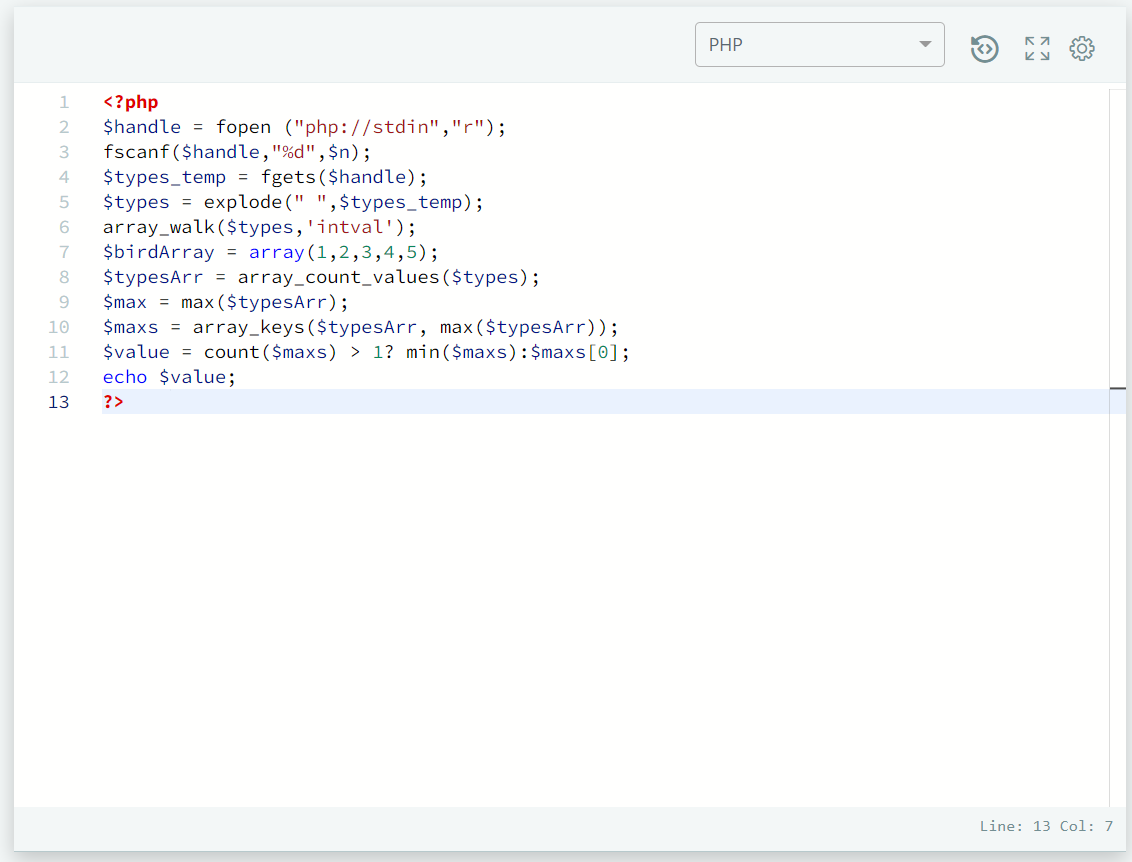 PHP
1 <?php
2 $handle = fopen ("php://stdin","r");
3 fscanf($handle,"%d",$n);
4 $types_temp = fgets($handle);
5 $types = explode(" ",$types_temp);
6 array_walk($types,'intval');
7 $birdArray = array(1,2,3,4,5);
8 $typesArr = array_count_values($types);
9 $max = max($typesArr);
10 $maxs = array_keys($typesArr, max($typesArr));
11 $value = count($maxs) > 1? min($maxs):$maxs[0];
12 echo $value;
13 ?>
Line: 13 Col: 7